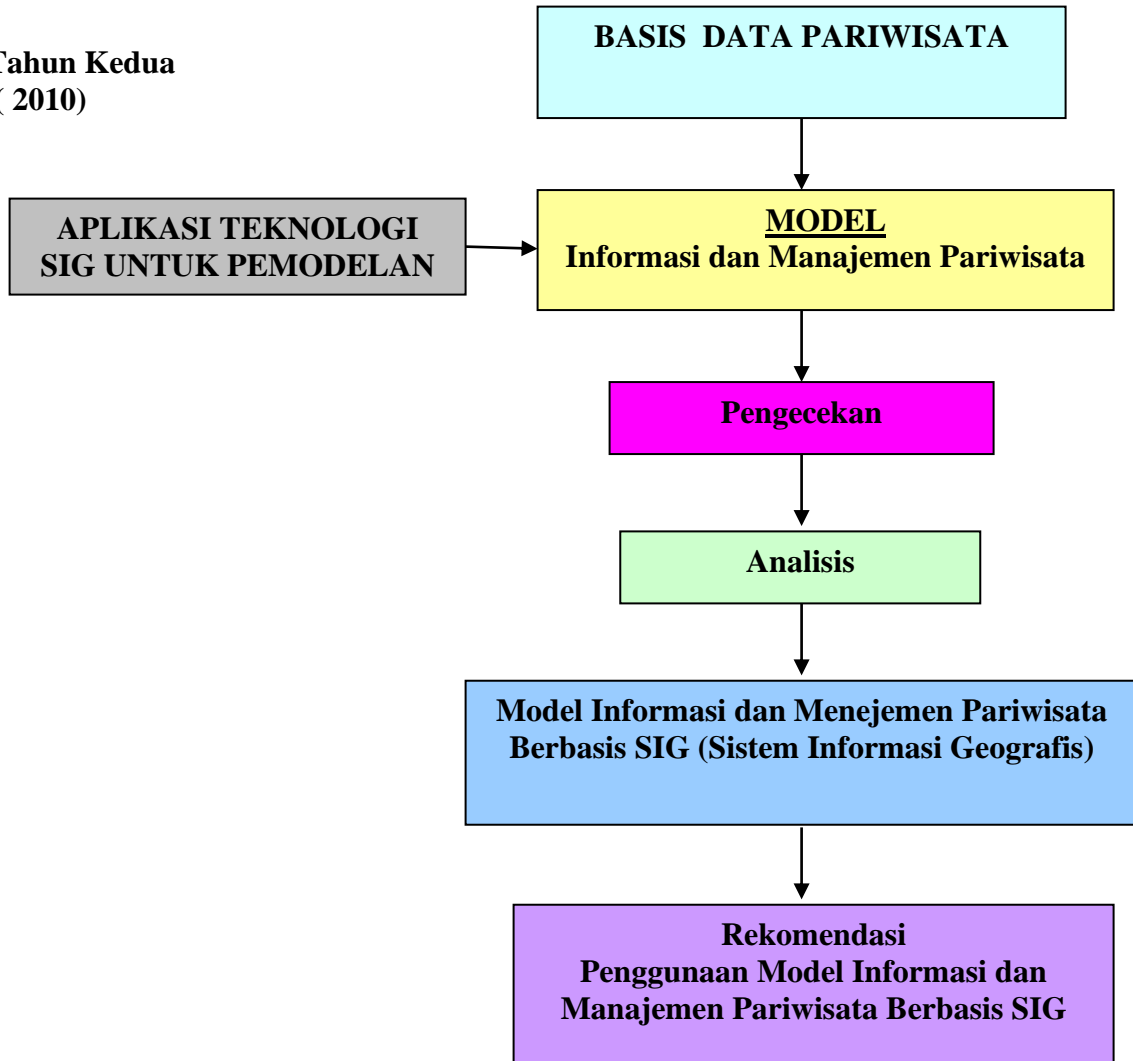 Tahun Kedua
( 2010)
BASIS DATA PARIWISATA
APLIKASI TEKNOLOGI
SIG UNTUK PEMODELAN
MODEL
Informasi dan Manajemen Pariwisata
Pengecekan
Analisis
Model Informasi dan Menejemen Pariwisata
Berbasis SIG (Sistem Informasi Geografis)
Rekomendasi
Penggunaan Model Informasi dan
Manajemen Pariwisata Berbasis SIG